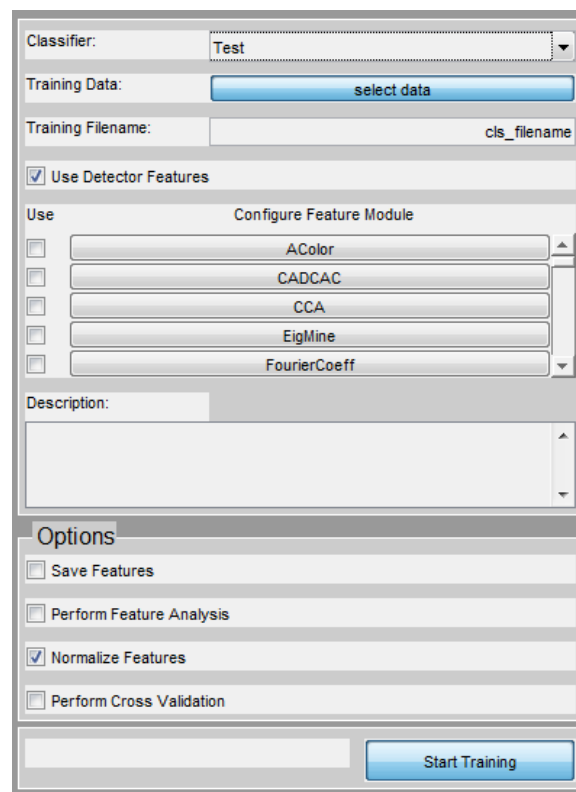 Classifier: Test
Training Data: select data
Training Filename: cls_filename
Use Detector Features
Use Configure Feature Module
AColor
CADCAC
CCA
EigMine
FourierCoeff
Description:
Options
Save Features
Perform Feature Analysis
Normalize Features
Perform Cross Validation
Start Training